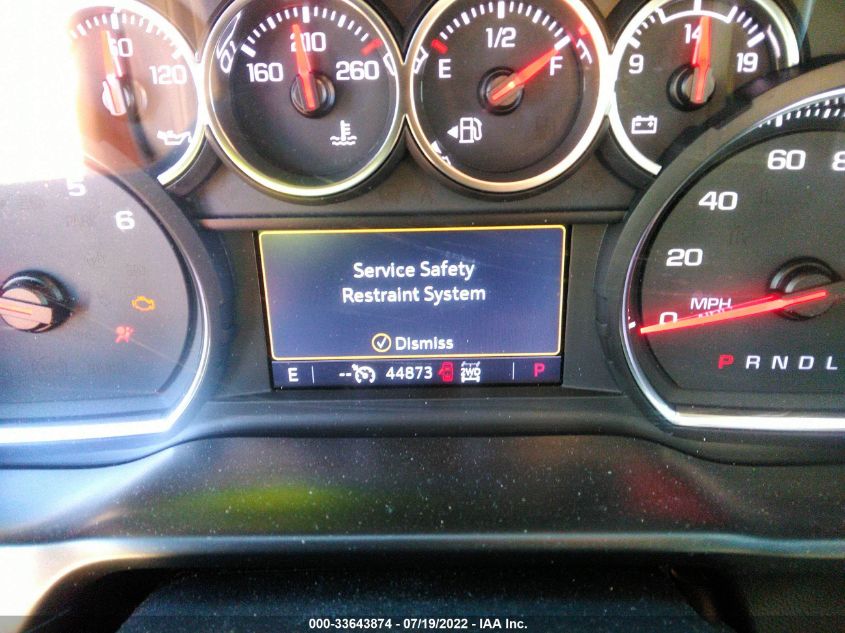 60 120
160 210 260
E 1/2 F
9 14 19
5 6
Service Safety
Restraint System
Dismiss
E -- 44873 2WD P
0 20 40 60
MPH
P R N D L
000-33643874 / 07/19/2022 - IAA Inc.